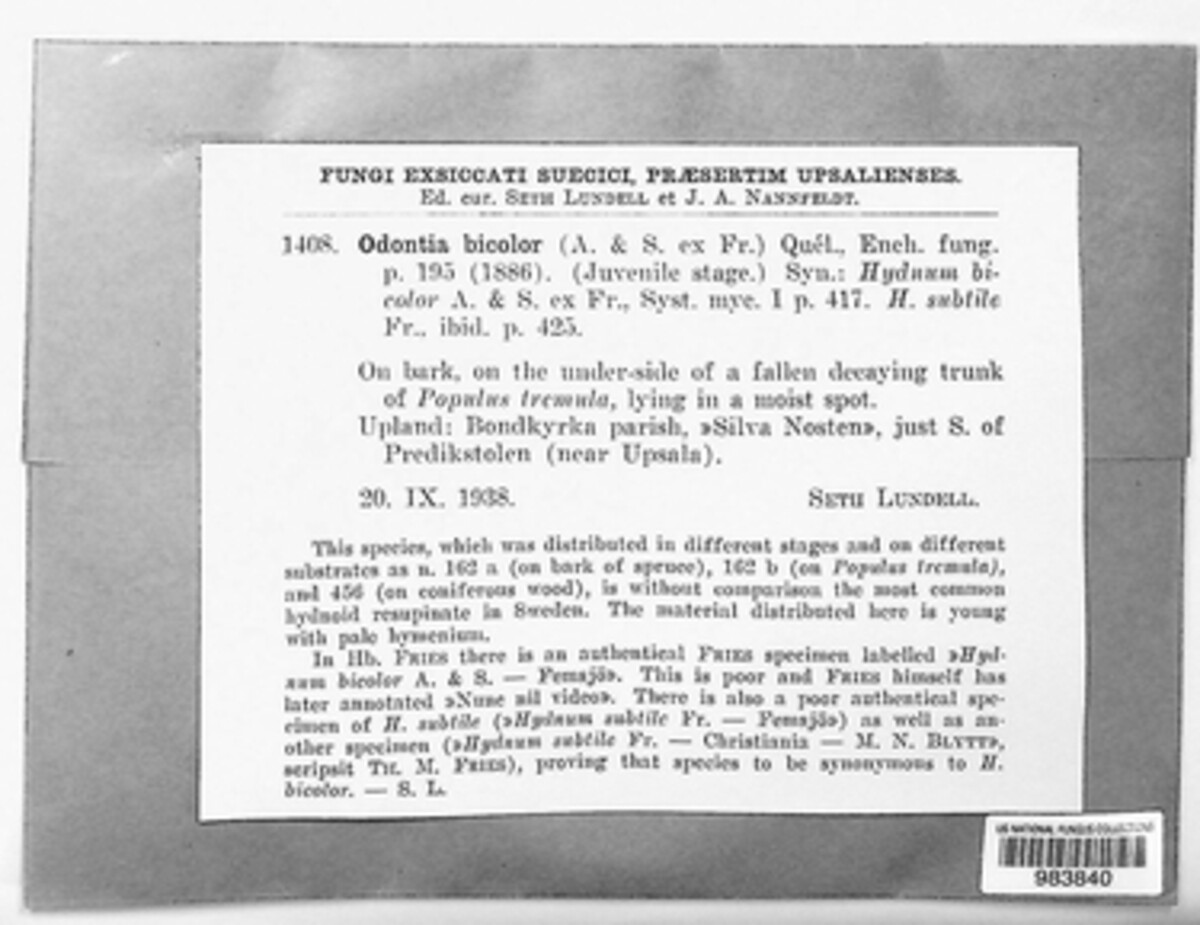 FUNGI EXSICCATI SUECICI, PRÆSERTIM UPSALIENSES.
Ed. cur. SETH LUNDELL et J. A. NANNFELDT.
1408. Odontia bicolor (A. & S. ex Fr.) Quél., Ench. fung.
p. 195 (1886). (Juvenile stage.) Syn.: Hydnum bi-
color A. & S. ex Fr., Syst. myc. I p. 417. H. subtile
Fr., ibid. p. 425.
On bark, on the under-side of a fallen decaying trunk
of Populus tremula, lying in a moist spot.
Upland: Bondkyrka parish, »Silva Nosten», just S. of
Predikstolen (near Upsala).
20. IX. 1938. SETH LUNDELL.
This species, which was distributed in different stages and on different
substrates as n. 162 a (on bark of spruce), 162 b (on Populus tremula),
and 456 (on coniferous wood), is without comparison the most common
hydnoid resupinate in Sweden. The material distributed here is young
with pale hymenium.
In Hb. FRIES there is an authentical FRIES specimen labelled »Hyd-
num bicolor A. & S. — Femsjö». This is poor and FRIES himself has
later annotated »Nunc nil video». There is also a poor authentical spe-
cimen of H. subtile (»Hydnum subtile Fr. — Femsjö») as well as an-
other specimen (»Hydnum subtile Fr. — Christiania — M. N. BLYTT»,
scripsit TH. M. FRIES), proving that species to be synonymous to H.
bicolor. — S. L.
US NATIONAL FUNGUS COLLECTIONS
983840